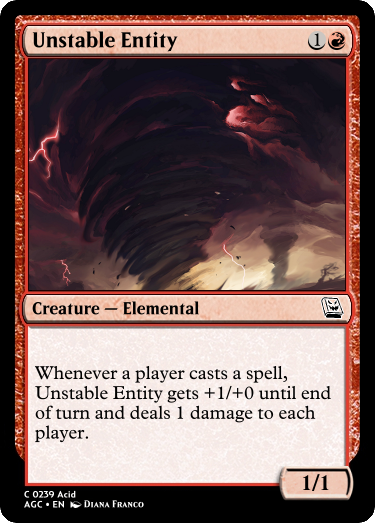 Unstable Entity 1
Creature — Elemental
Whenever a player casts a spell,
Unstable Entity gets +1/+0 until end
of turn and deals 1 damage to each
player.
1/1
C 0239 Acid
AGC • EN Diana Franco